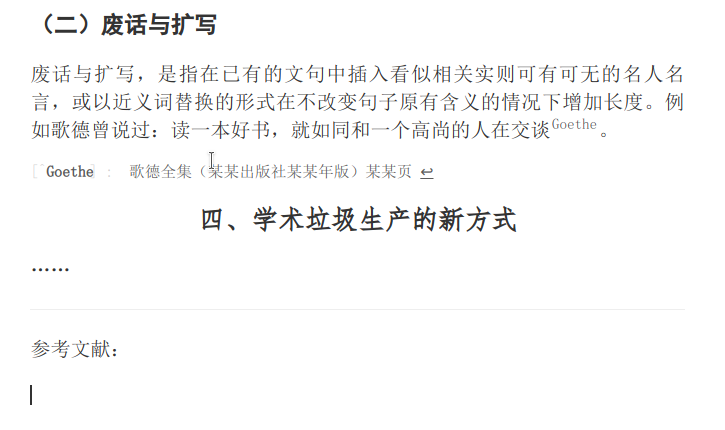 （二）废话与扩写
废话与扩写，是指在已有的文句中插入看似相关实则可有可无的名人名
言，或以近义词替换的形式在不改变句子原有含义的情况下增加长度。例
如歌德曾说过：读一本好书，就如同和一个高尚的人在交谈Goethe。
[^Goethe] : 歌德全集（某某出版社某某年版）某某页 ↩
四、学术垃圾生产的新方式
……
参考文献：